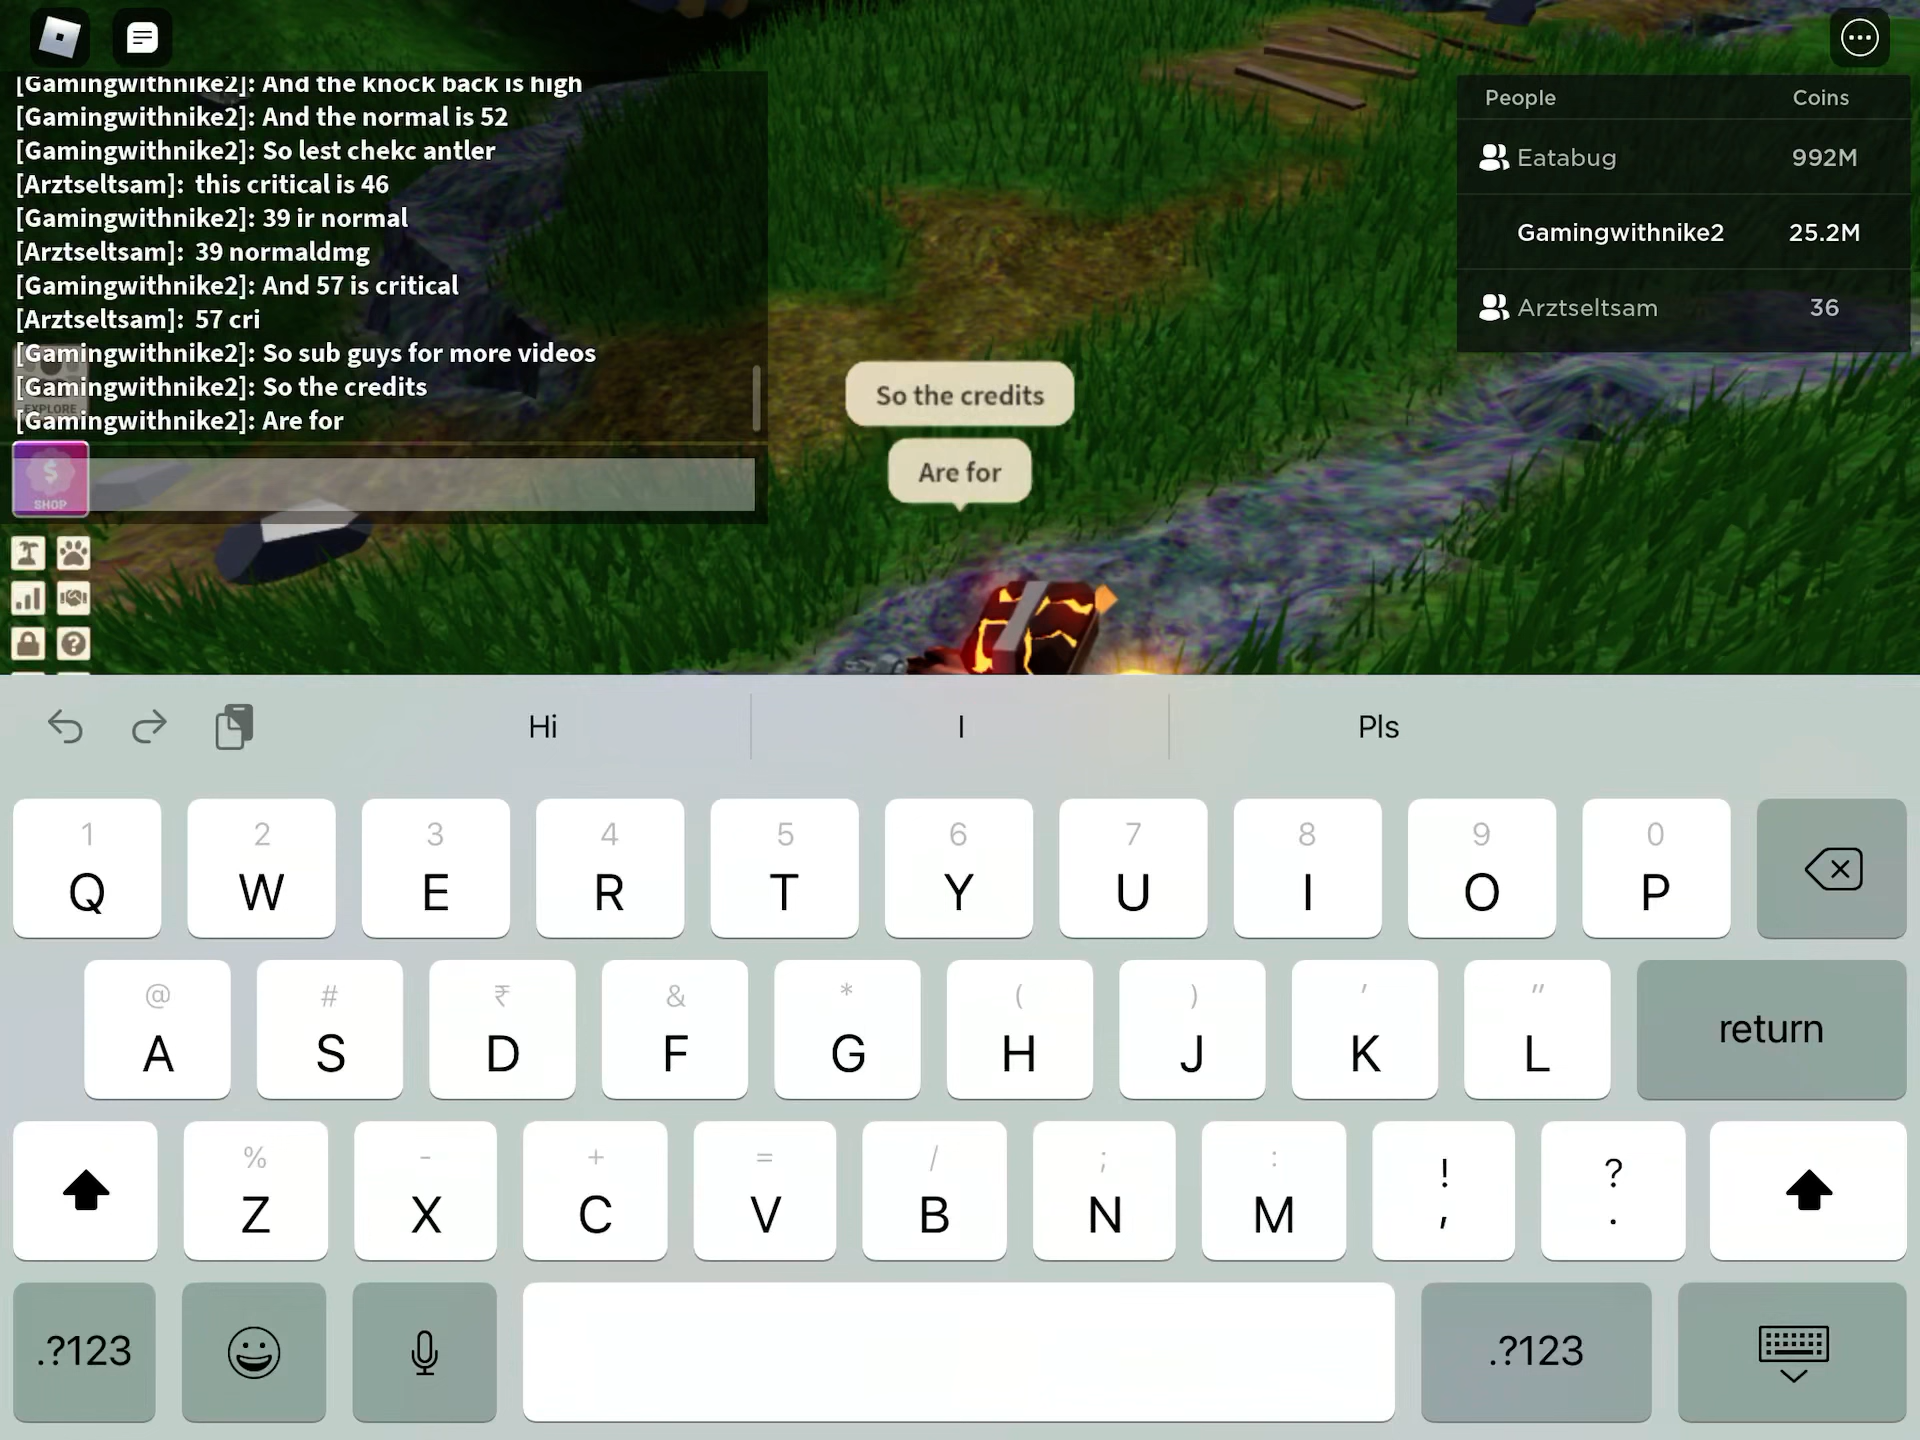 [Gamingwithnike2]: And the knock back is high
[Gamingwithnike2]: And the normal is 52
[Gamingwithnike2]: So lest chekc antler
[Arztseltsam]: this critical is 46
[Gamingwithnike2]: 39 ir normal
[Arztseltsam]: 39 normaldmg
[Gamingwithnike2]: And 57 is critical
[Arztseltsam]: 57 cri
[Gamingwithnike2]: So sub guys for more videos
[Gamingwithnike2]: So the credits
EXPLORE
[Gamingwithnike2]: Are for
$
SHOP
?
People Coins
Eatabug 992M
Gamingwithnike2 25.2M
Arztseltsam 36
So the credits
Are for
Hi I Pls
1 2 3 4 5 6 7 8 9 0
Q W E R T Y U I O P
@ # ₹ & * ( ) ' "
A S D F G H J K L return
% - + = / ; : ! ?
Z X C V B N M , .
.?123 .?123